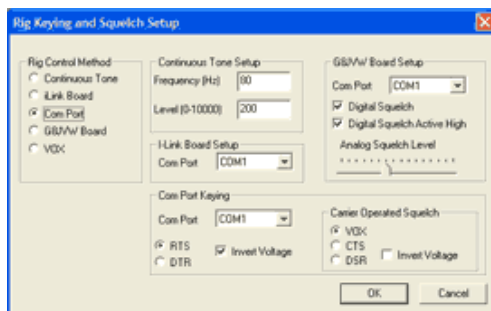 Rig Keying and Squelch Setup
Rig Control Method
Continuous Tone
iLink Board
Com Port
G8IVW Board
VOX
Continuous Tone Setup
Frequency (Hz) 80
Level (0-10000) 200
I-Link Board Setup
Com Port COM1
G8IVW Board Setup
Com Port COM1
Digital Squelch
Digital Squelch Active High
Analog Squelch Level
Com Port Keying
Com Port COM1
RTS
DTR
Invert Voltage
Carrier Operated Squelch
VOX
CTS
DSR
Invert Voltage
OK
Cancel